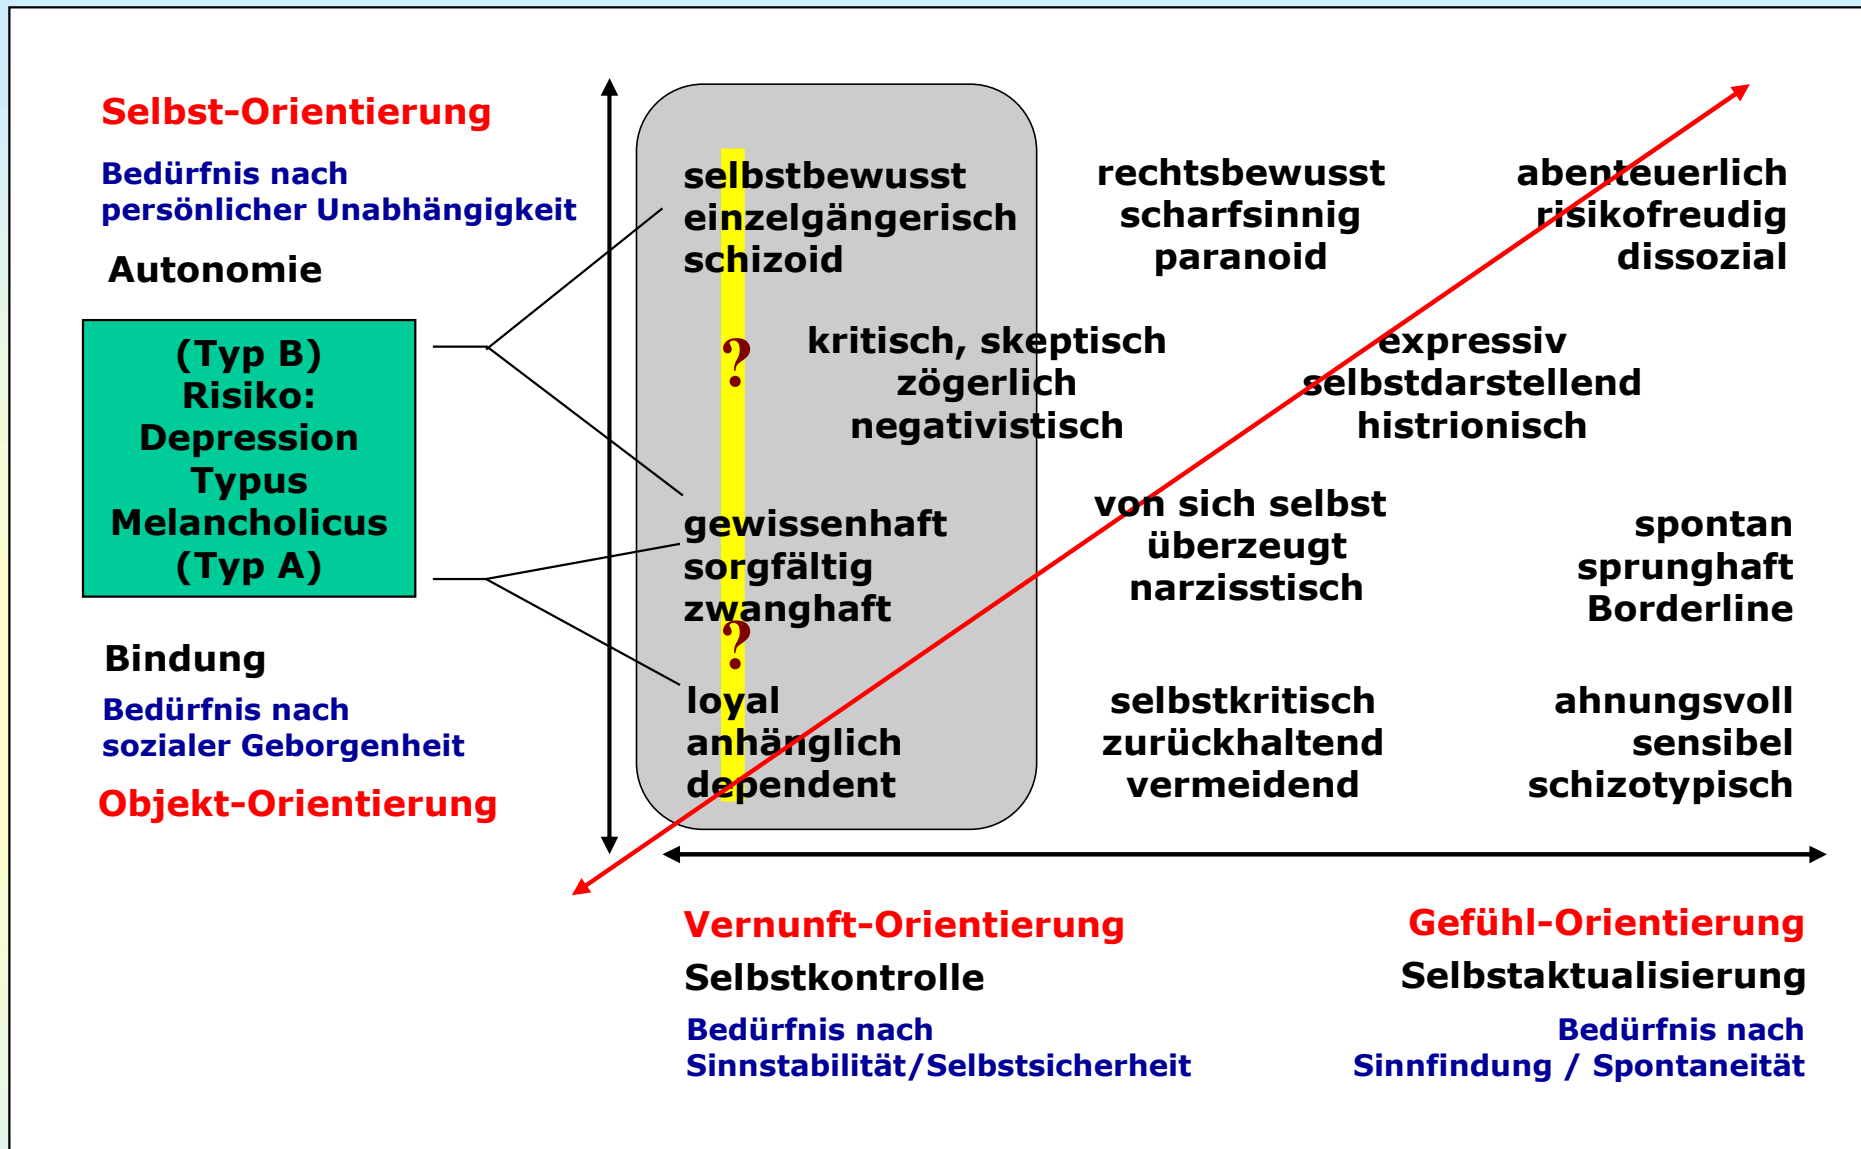 Selbst-Orientierung
Bedürfnis nach
persönlicher Unabhängigkeit
Autonomie
(Typ B)
Risiko:
Depression
Typus
Melancholicus
(Typ A)
Bindung
Bedürfnis nach
sozialer Geborgenheit
Objekt-Orientierung
selbstbewusst
einzelgängerisch
schizoid
rechtsbewusst
scharfsinnig
paranoid
abenteuerlich
risikofreudig
dissozial
?
kritisch, skeptisch
zögerlich
negativistisch
expressiv
selbstdarstellend
histrionisch
gewissenhaft
sorgfältig
zwanghaft
von sich selbst
überzeugt
narzisstisch
spontan
sprunghaft
Borderline
?
loyal
anhänglich
dependent
selbstkritisch
zurückhaltend
vermeidend
ahnungsvoll
sensibel
schizotypisch
Vernunft-Orientierung
Selbstkontrolle
Bedürfnis nach
Sinnstabilität/Selbstsicherheit
Gefühl-Orientierung
Selbstaktualisierung
Bedürfnis nach
Sinnfindung / Spontaneität